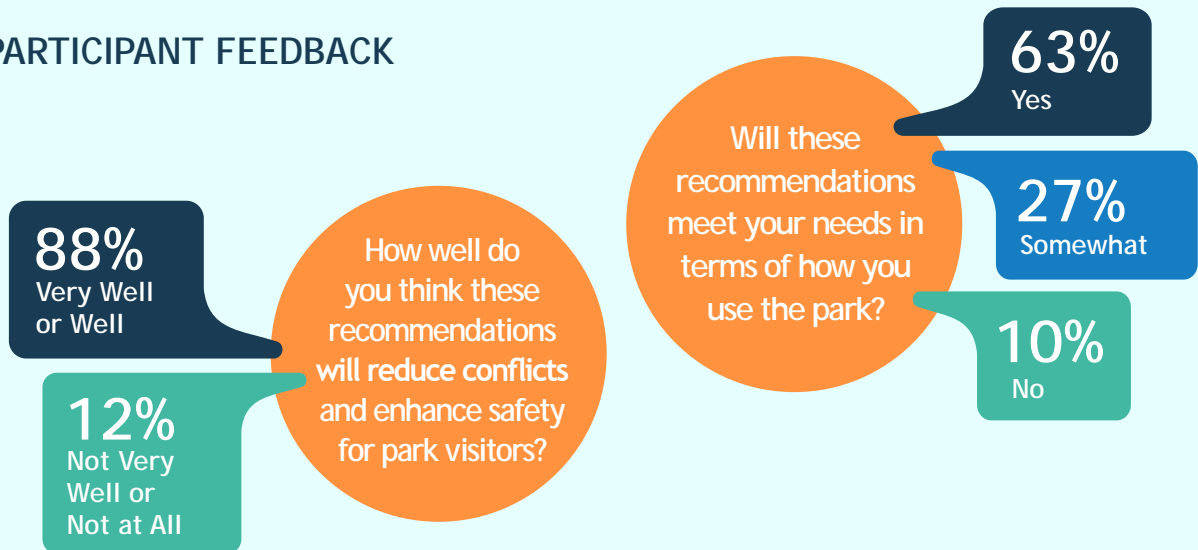 PARTICIPANT FEEDBACK
88%
Very Well
or Well
12%
Not Very
Well or
Not at All
How well do
you think these
recommendations
will reduce conflicts
and enhance safety
for park visitors?
Will these
recommendations
meet your needs in
terms of how you
use the park?
63%
Yes
27%
Somewhat
10%
No